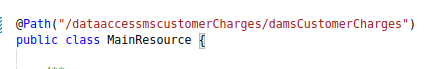 @Path("/dataaccessmscustomerCharges/damsCustomerCharges")
public class MainResource {
/**